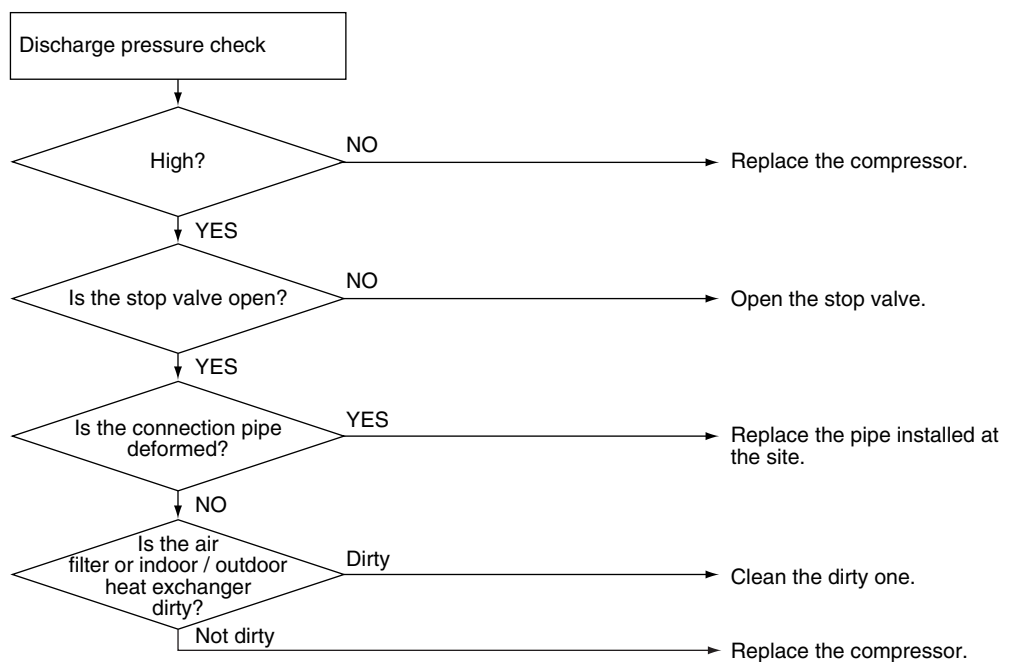 Discharge pressure check
High?
NO
Replace the compressor.
YES
Is the stop valve open?
NO
Open the stop valve.
YES
Is the connection pipe
deformed?
YES
Replace the pipe installed at
the site.
NO
Is the air
filter or indoor / outdoor
heat exchanger
dirty?
Dirty
Clean the dirty one.
Not dirty
Replace the compressor.